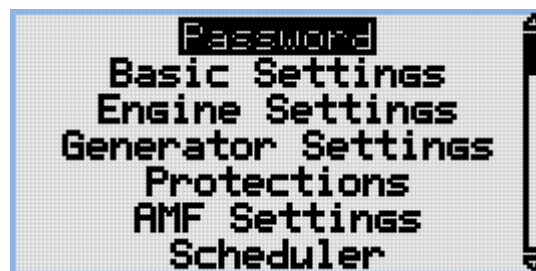 Password
Basic Settings
Engine Settings
Generator Settings
Protections
AMF Settings
Scheduler